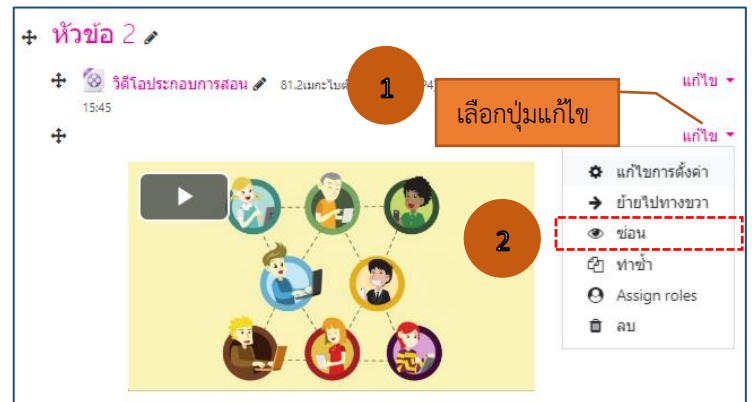 หัวข้อ 2
วิดีโอประกอบการสอน 81.2เมกะไบต์
15:45
1
เลือกปุ่มแก้ไข
แก้ไข
แก้ไข
2
แก้ไขการตั้งค่า
ย้ายไปทางขวา
ซ่อน
ทำซ้ำ
Assign roles
ลบ